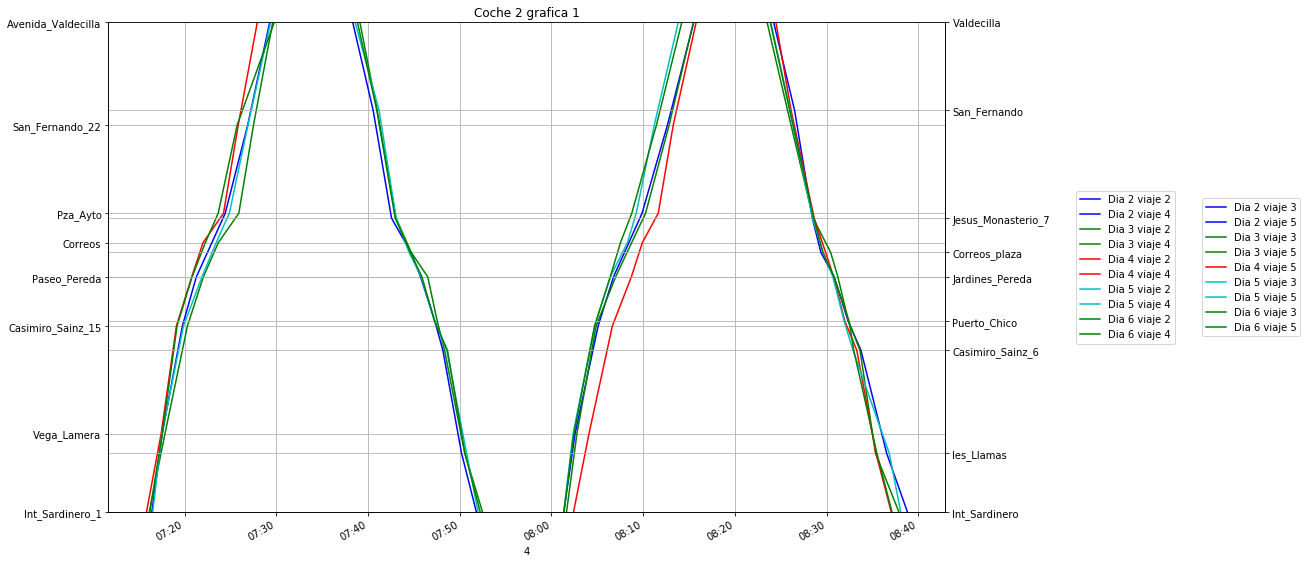 Coche 2 grafica 1
Avenida_Valdecilla
San_Fernando_22
Pza_Ayto
Correos
Paseo_Pereda
Casimiro_Sainz_15
Vega_Lamera
Int_Sardinero_1
Valdecilla
San_Fernando
Jesus_Monasterio_7
Correos_plaza
Jardines_Pereda
Puerto_Chico
Casimiro_Sainz_6
Ies_Llamas
Int_Sardinero
07:20
07:30
07:40
07:50
08:00
08:10
08:20
08:30
08:40
4
Dia 2 viaje 2
Dia 2 viaje 4
Dia 3 viaje 2
Dia 3 viaje 4
Dia 4 viaje 2
Dia 4 viaje 4
Dia 5 viaje 2
Dia 5 viaje 4
Dia 6 viaje 2
Dia 6 viaje 4
Dia 2 viaje 3
Dia 2 viaje 5
Dia 3 viaje 3
Dia 3 viaje 5
Dia 4 viaje 5
Dia 5 viaje 3
Dia 5 viaje 5
Dia 6 viaje 3
Dia 6 viaje 5